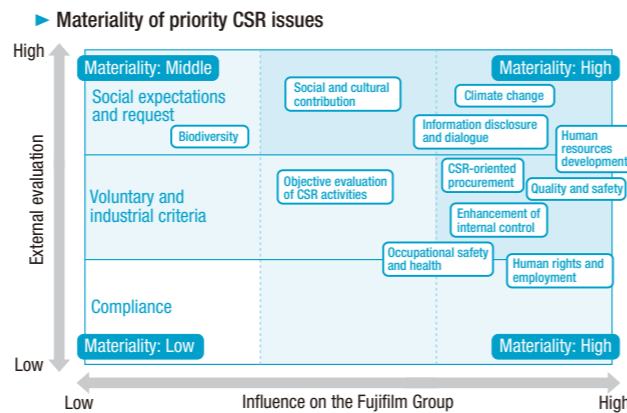 ► Materiality of priority CSR issues
High
Materiality: Middle
Materiality: High
Social expectations
and request
Social and cultural
contribution
Climate change
Biodiversity
Information disclosure
and dialogue
Human
resources
development
Voluntary and
industrial criteria
Objective evaluation
of CSR activities
CSR-oriented
procurement
Quality and safety
Enhancement of
internal control
Occupational safety
and health
Human rights and
employment
Compliance
Materiality: Low
Materiality: High
External evaluation
Low
Low
Influence on the Fujifilm Group
High